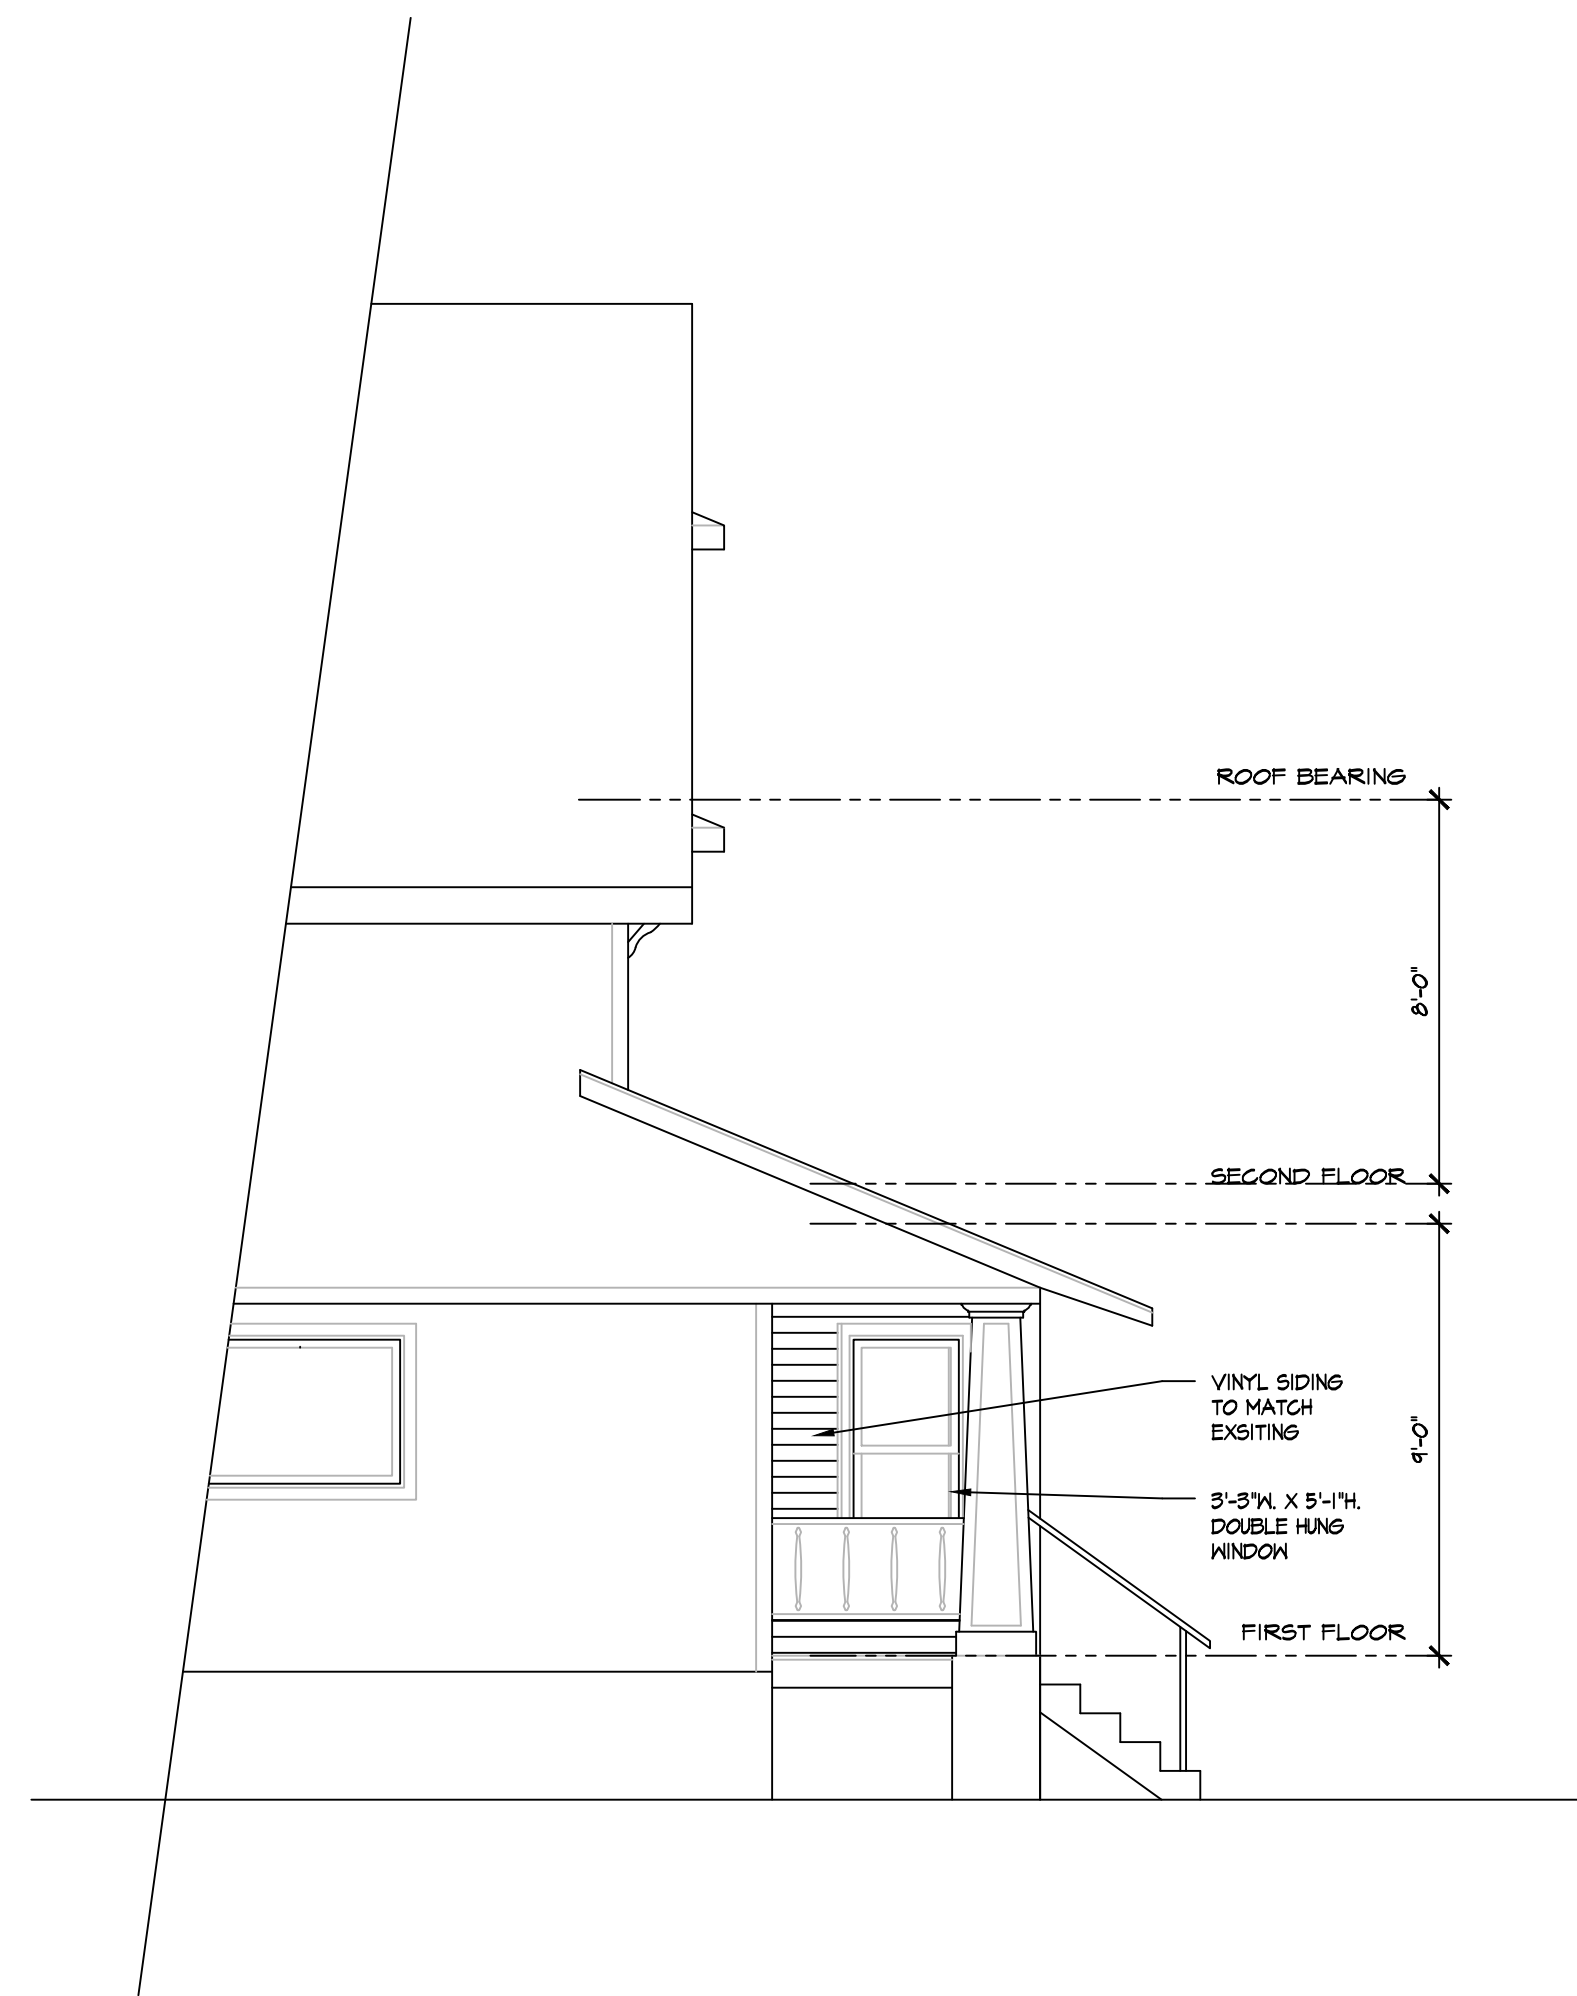 ROOF BEARING
8'-0"
SECOND FLOOR
VINYL SIDING
TO MATCH
EXSITING
9'-0"
3'-3"W. X 5'-1"H.
DOUBLE HUNG
WINDOW
FIRST FLOOR